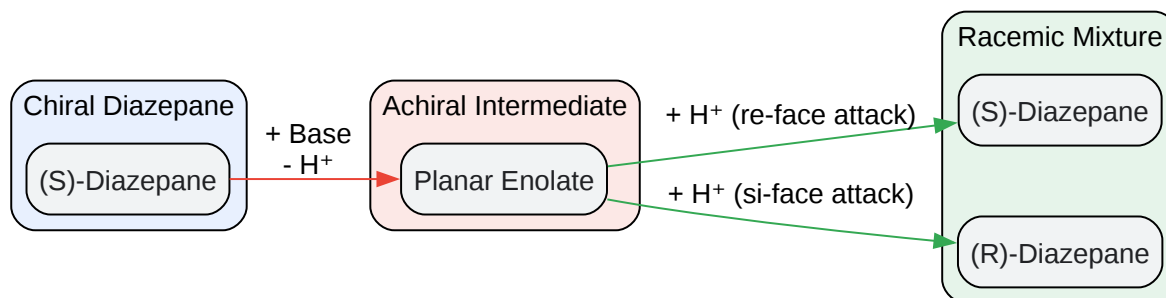 Chiral Diazepane
(S)-Diazepane
+ Base
- H⁺
Achiral Intermediate
Planar Enolate
+ H⁺ (re-face attack)
+ H⁺ (si-face attack)
Racemic Mixture
(S)-Diazepane
(R)-Diazepane